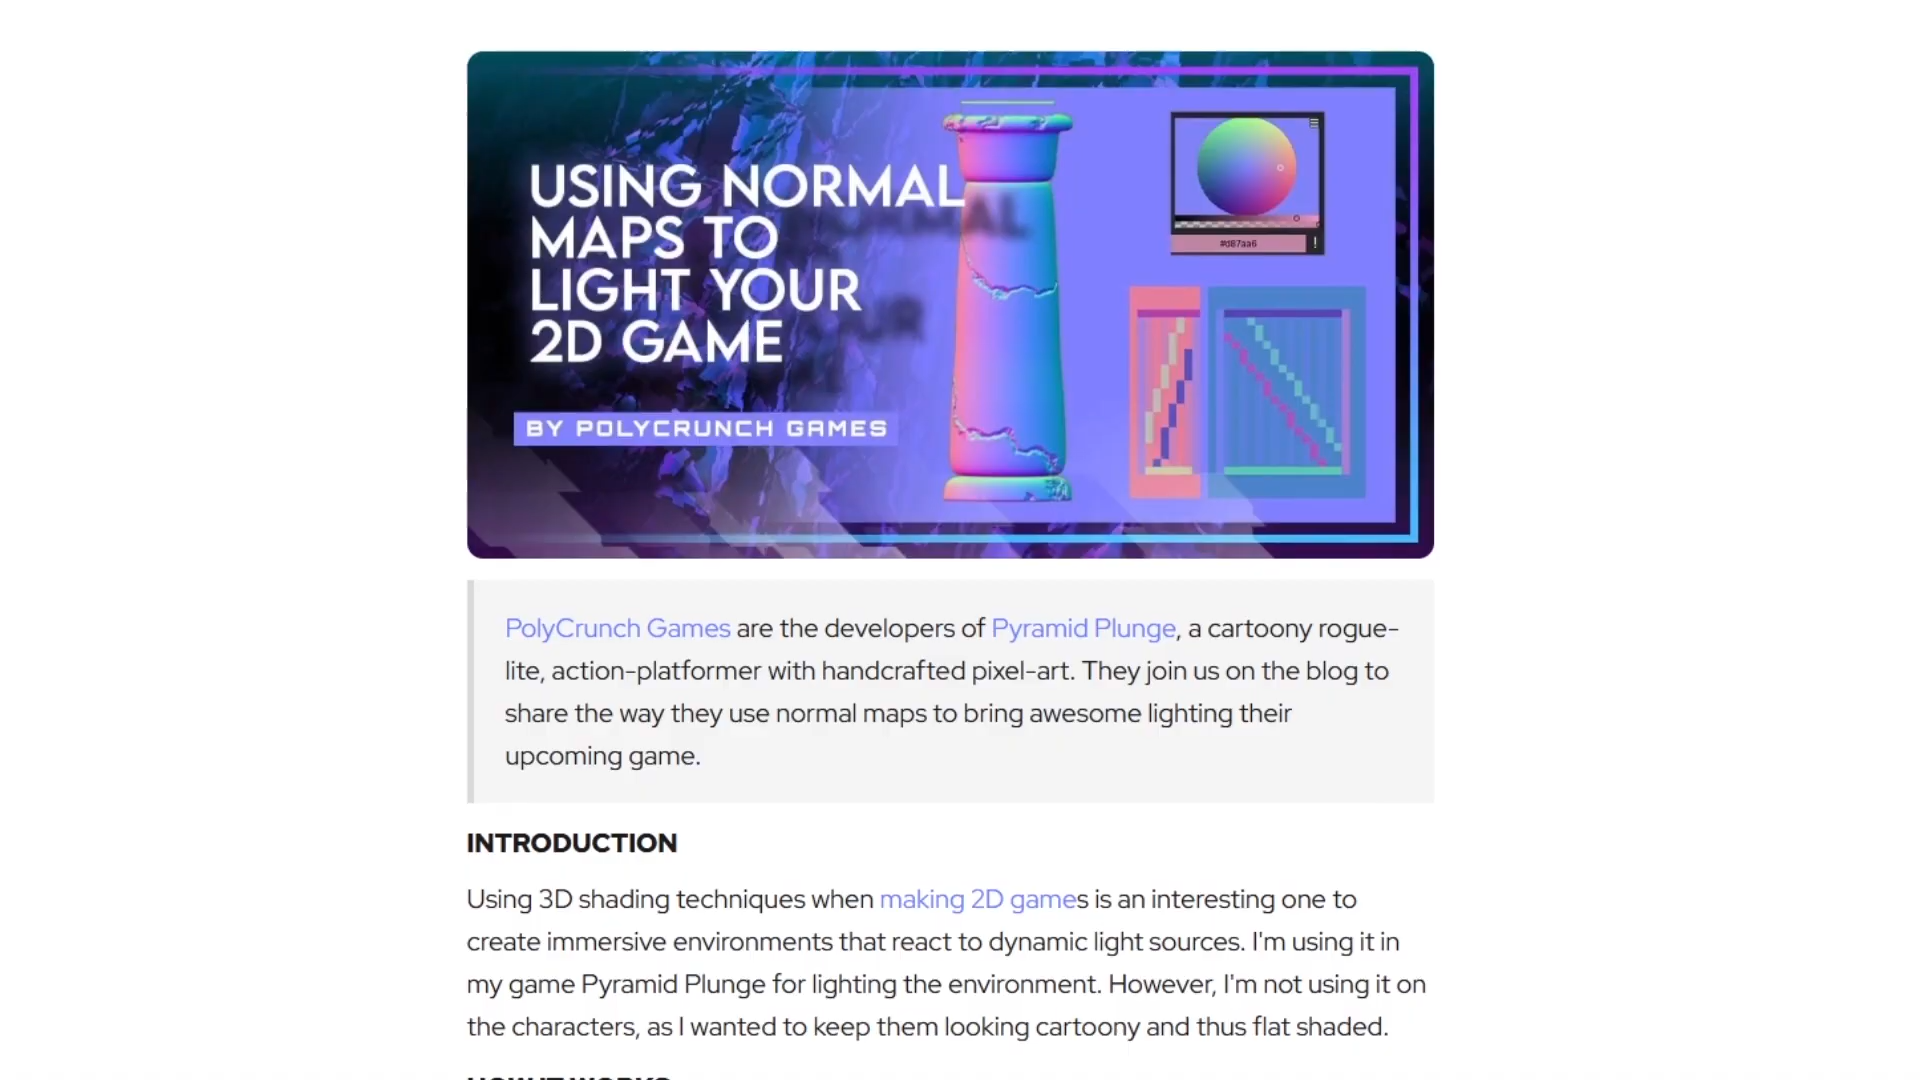 USING NORMAL
MAPS TO
LIGHT YOUR
2D GAME
BY POLYCRUNCH GAMES
#d87aa6
PolyCrunch Games are the developers of Pyramid Plunge, a cartoony rogue-
lite, action-platformer with handcrafted pixel-art. They join us on the blog to
share the way they use normal maps to bring awesome lighting their
upcoming game.
INTRODUCTION
Using 3D shading techniques when making 2D games is an interesting one to
create immersive environments that react to dynamic light sources. I'm using it in
my game Pyramid Plunge for lighting the environment. However, I'm not using it on
the characters, as I wanted to keep them looking cartoony and thus flat shaded.
HOW IT WORKS